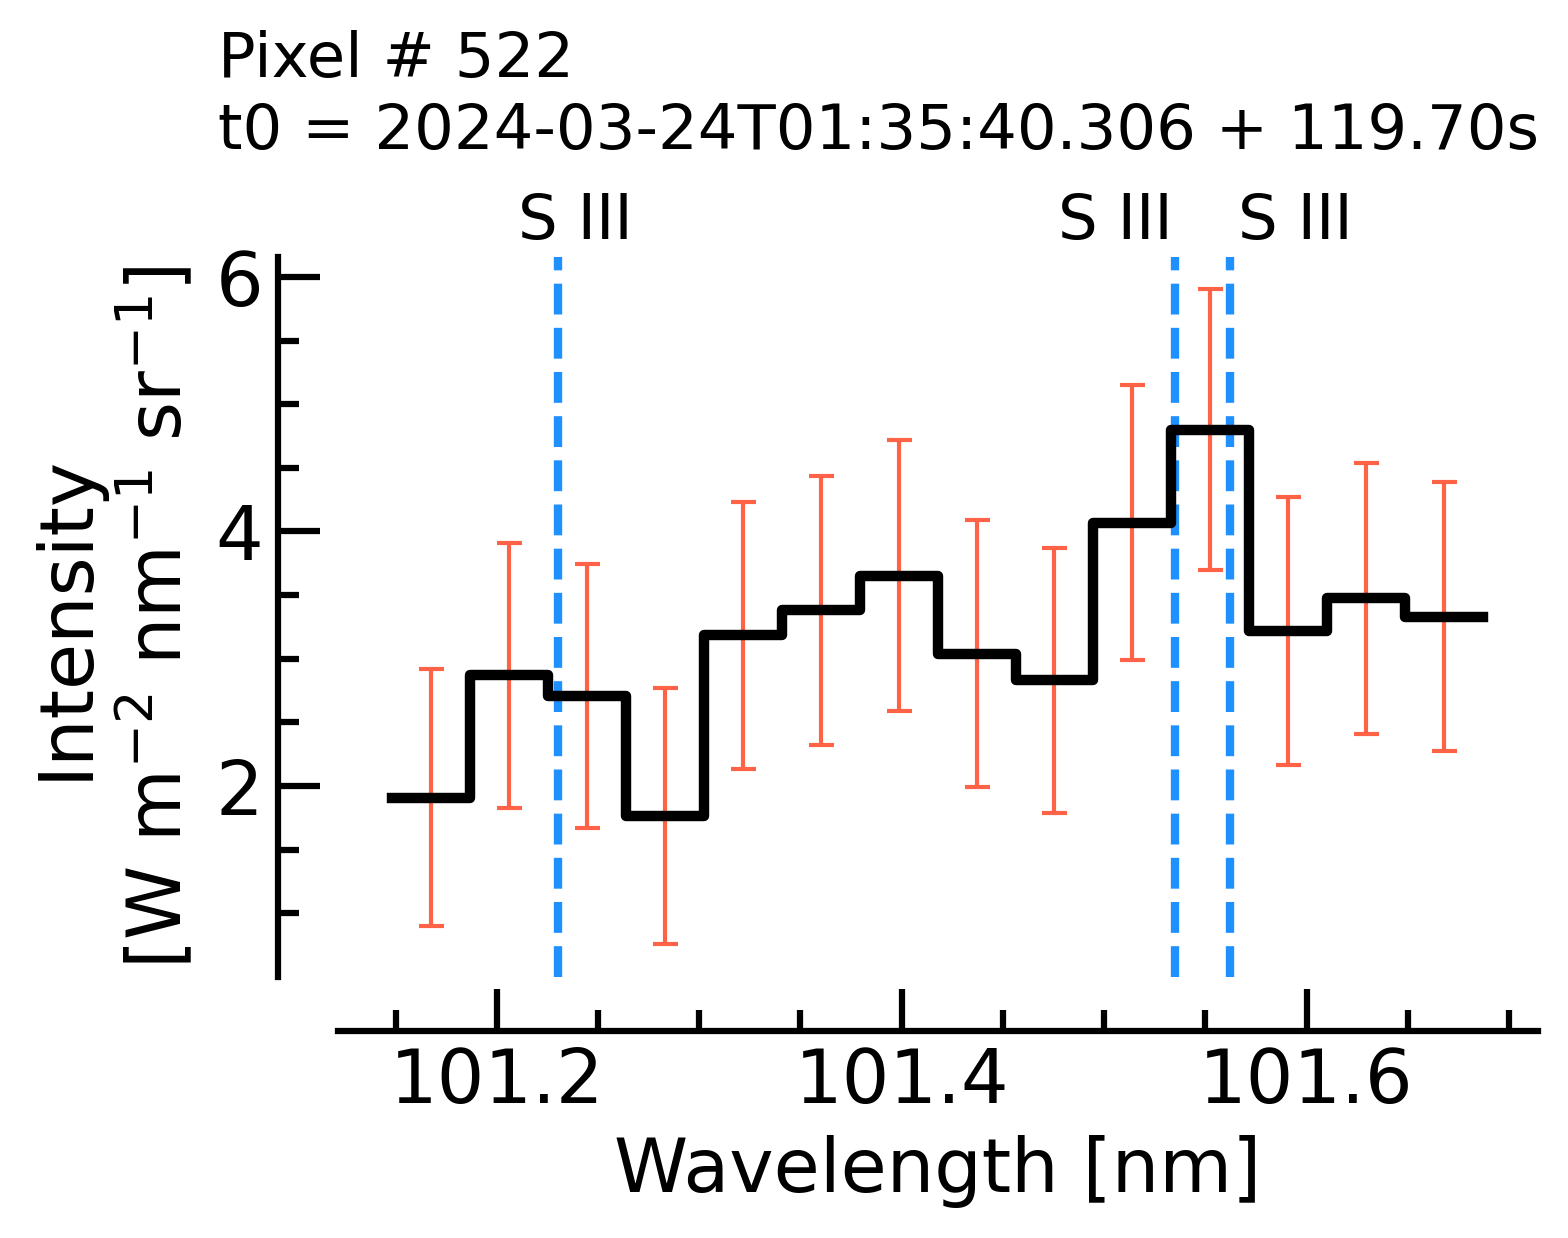 Pixel # 522
t0 = 2024-03-24T01:35:40.306 + 119.70s
S III S III S III
Intensity
[W m⁻² nm⁻¹ sr⁻¹]
6
4
2
101.2 101.4 101.6
Wavelength [nm]